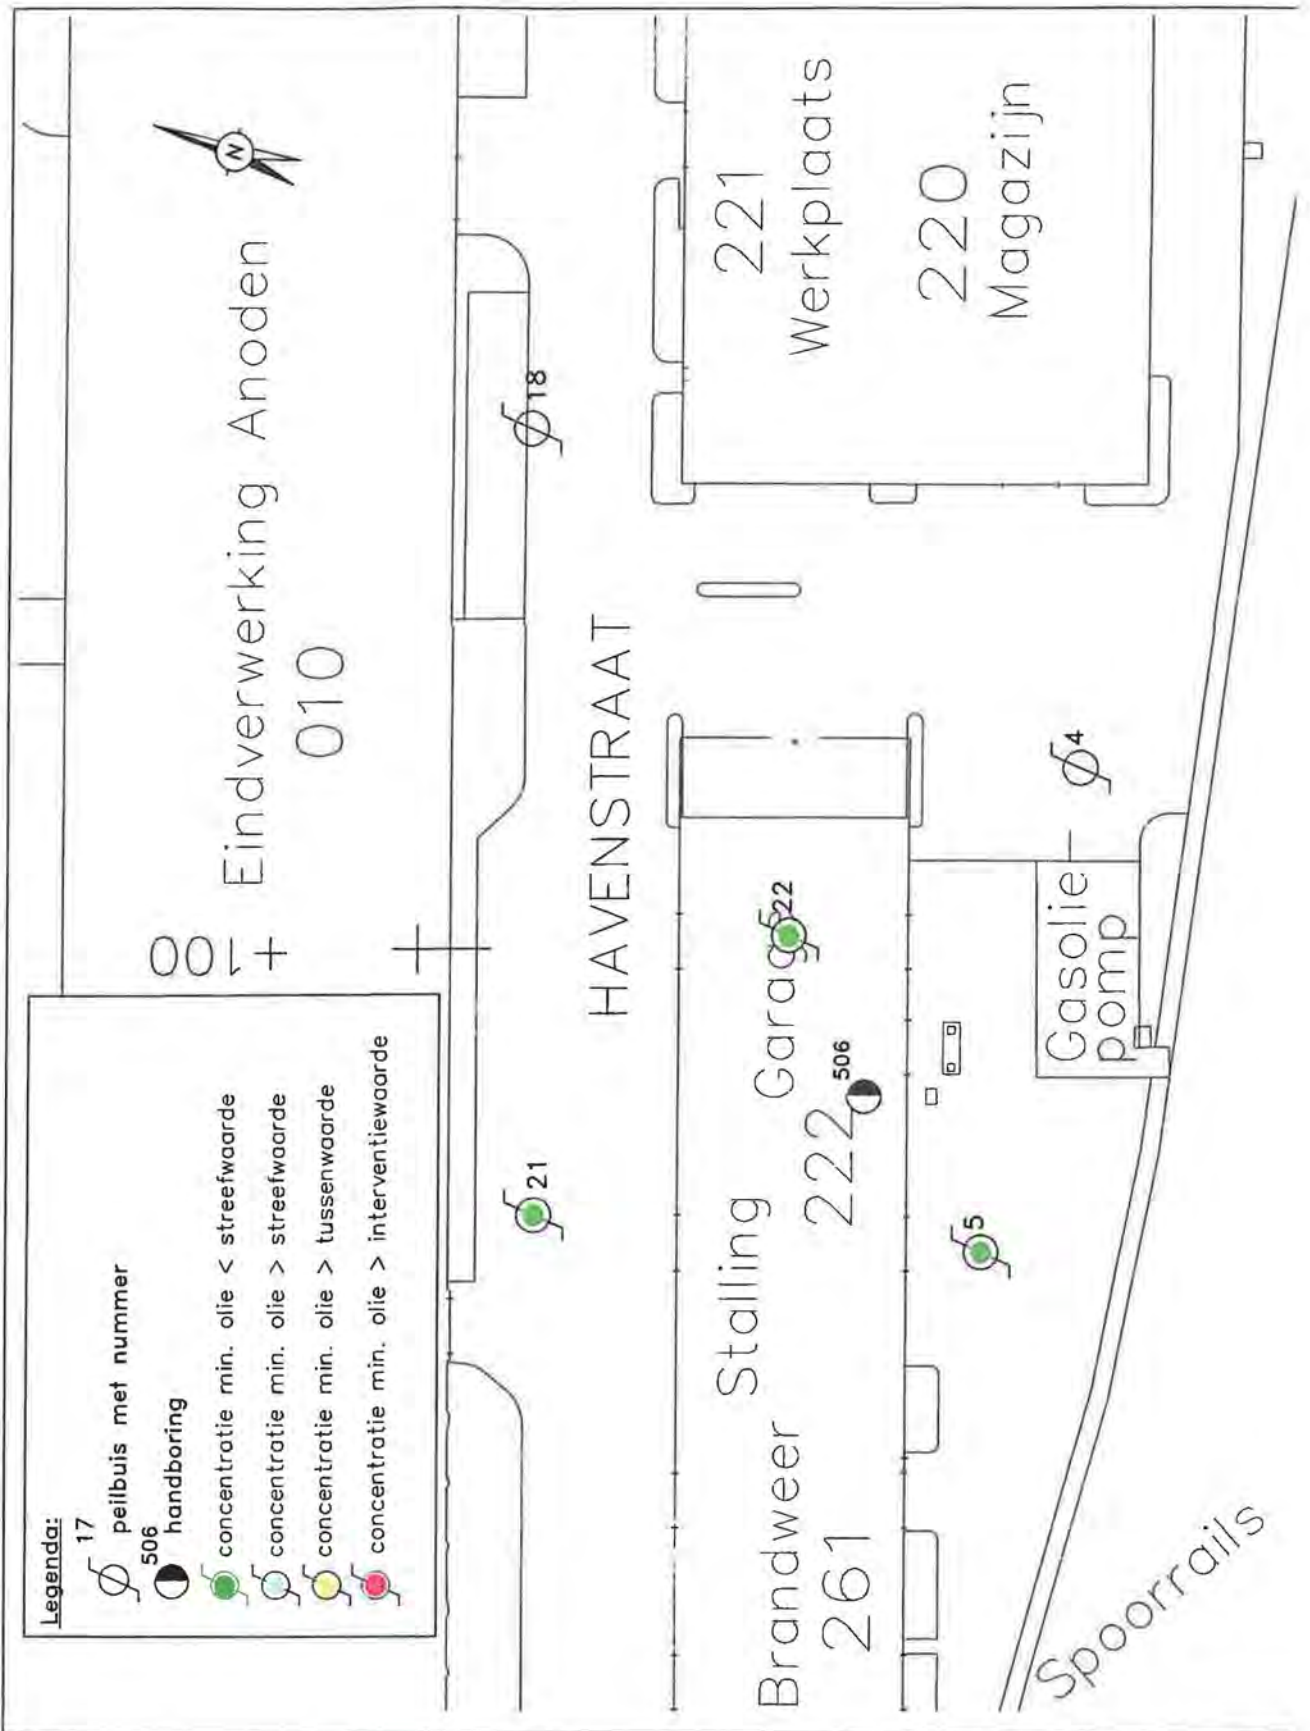 Legenda:
17
peilbuis met nummer
506
handboring
concentratie min. olie < streefwaarde
concentratie min. olie > streefwaarde
concentratie min. olie > tussenwaarde
concentratie min. olie > interventiewaarde
+100
Eindverwerking Anoden
010
N
21
18
HAVENSTRAAT
Brandweer
261
Stalling
Garage
222
22
506
221
Werkplaats
220
Magazijn
5
Gasolie
pomp
4
Spoorrails